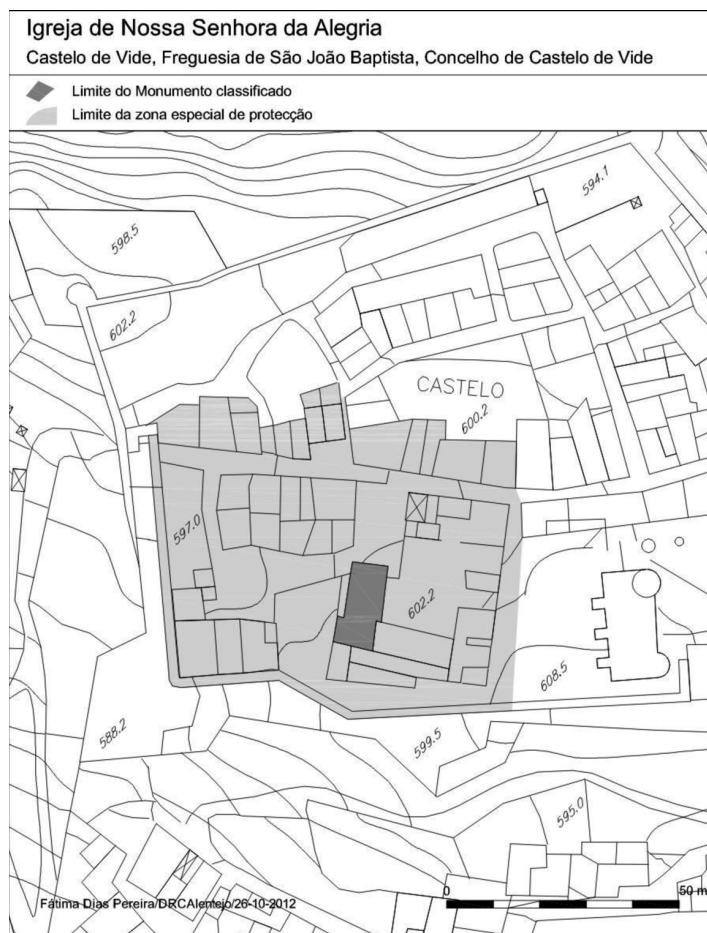 Igreja de Nossa Senhora da Alegria
Castelo de Vide, Freguesia de São João Baptista, Concelho de Castelo de Vide
Limite do Monumento classificado
Limite da zona especial de protecção
594.1
598.5
602.2
CASTELO
600.2
597.0
602.2
608.5
588.2
599.5
595.0
0
50 m
Fátima Dias Pereira/DRCAlentejo/26-10-2012